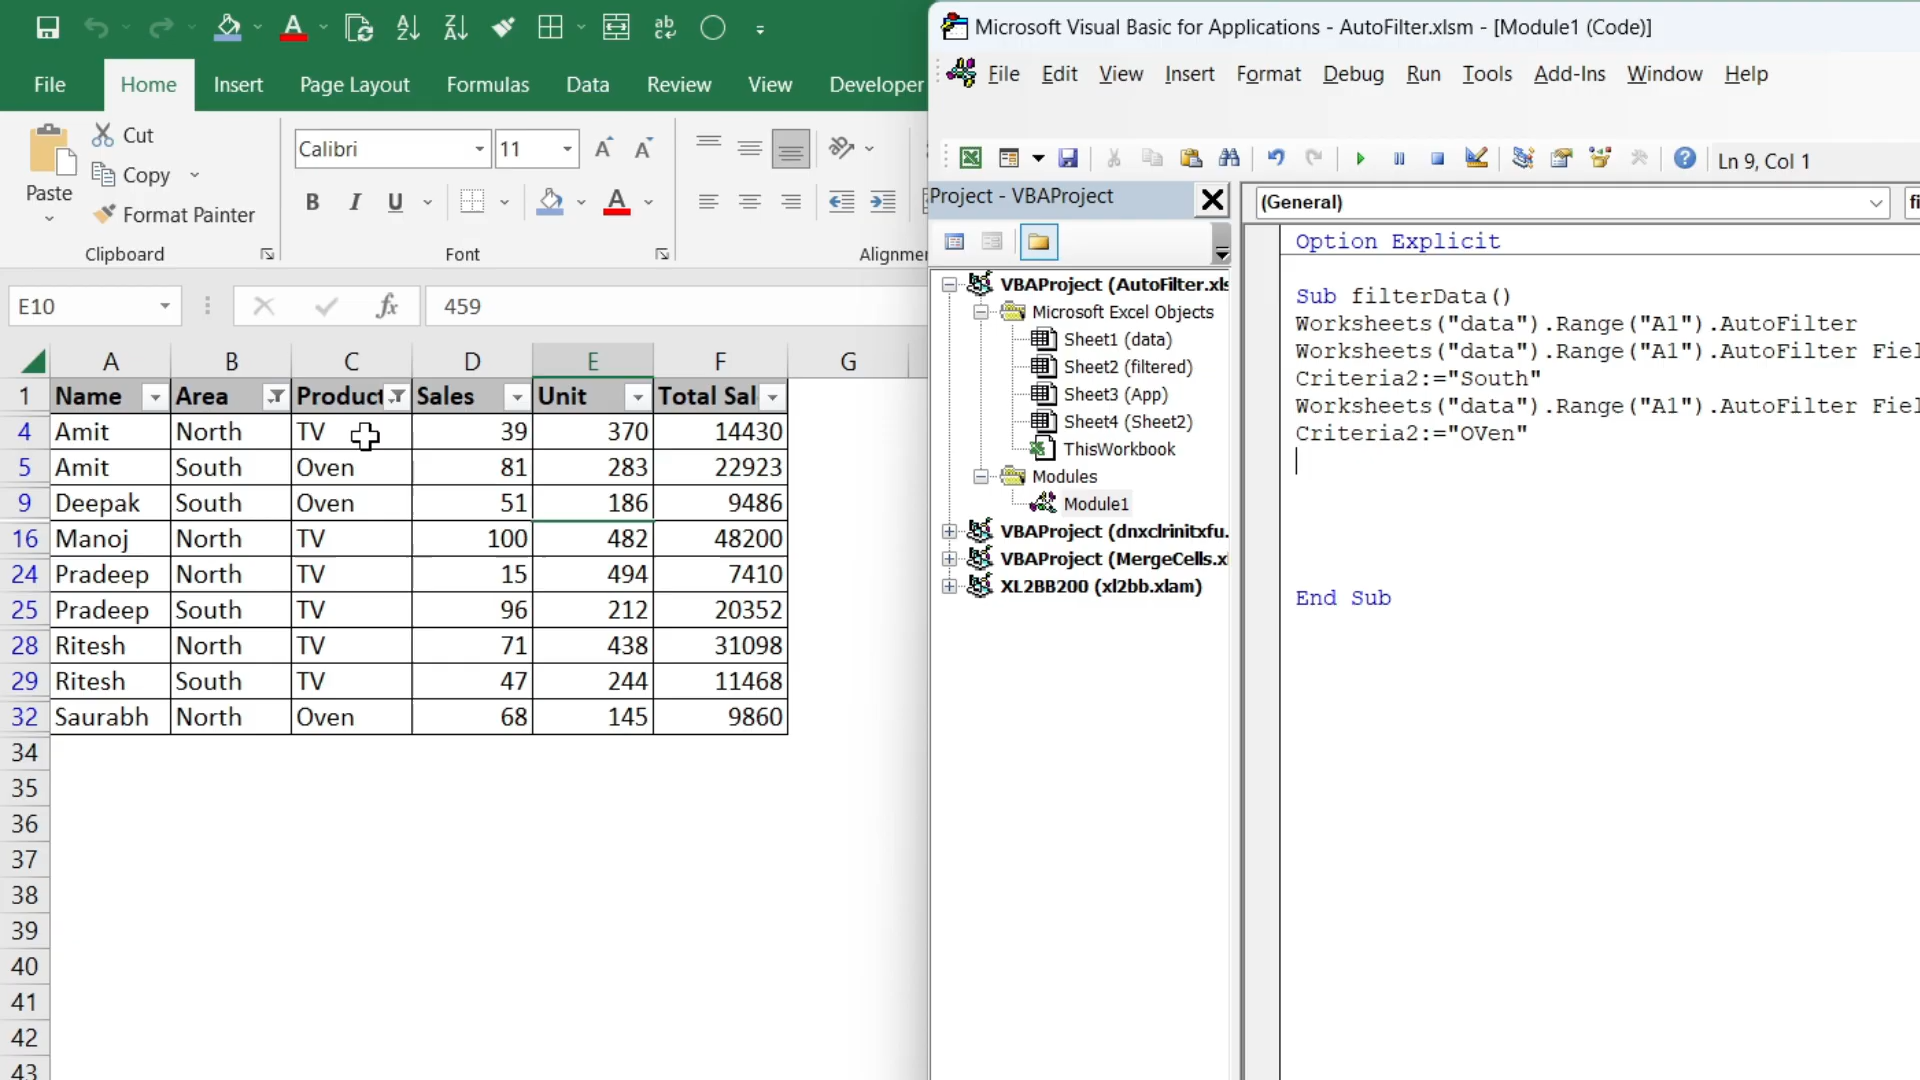 Microsoft Visual Basic for Applications - AutoFilter.xlsm - [Module1 (Code)]
File Home Insert Page Layout Formulas Data Review View Developer
File Edit View Insert Format Debug Run Tools Add-Ins Window Help
Cut
Copy
Paste
Format Painter
Clipboard
Calibri 11
B I U
Font
Alignmen
Ln 9, Col 1
Project - VBAProject
(General)
E10 fx 459
A B C D E F G
1 Name Area Product Sales Unit Total Sal
4 Amit North TV 39 370 14430
5 Amit South Oven 81 283 22923
9 Deepak South Oven 51 186 9486
16 Manoj North TV 100 482 48200
24 Pradeep North TV 15 494 7410
25 Pradeep South TV 96 212 20352
28 Ritesh North TV 71 438 31098
29 Ritesh South TV 47 244 11468
32 Saurabh North Oven 68 145 9860
34
35
36
37
38
39
40
41
42
43
VBAProject (AutoFilter.xls
Microsoft Excel Objects
Sheet1 (data)
Sheet2 (filtered)
Sheet3 (App)
Sheet4 (Sheet2)
ThisWorkbook
Modules
Module1
VBAProject (dnxclrinitxfu.
VBAProject (MergeCells.xl
XL2BB200 (xl2bb.xlam)
Option Explicit
Sub filterData()
Worksheets("data").Range("A1").AutoFilter
Worksheets("data").Range("A1").AutoFilter Fiel
Criteria2:="South"
Worksheets("data").Range("A1").AutoFilter Fiel
Criteria2:="OVen"
End Sub